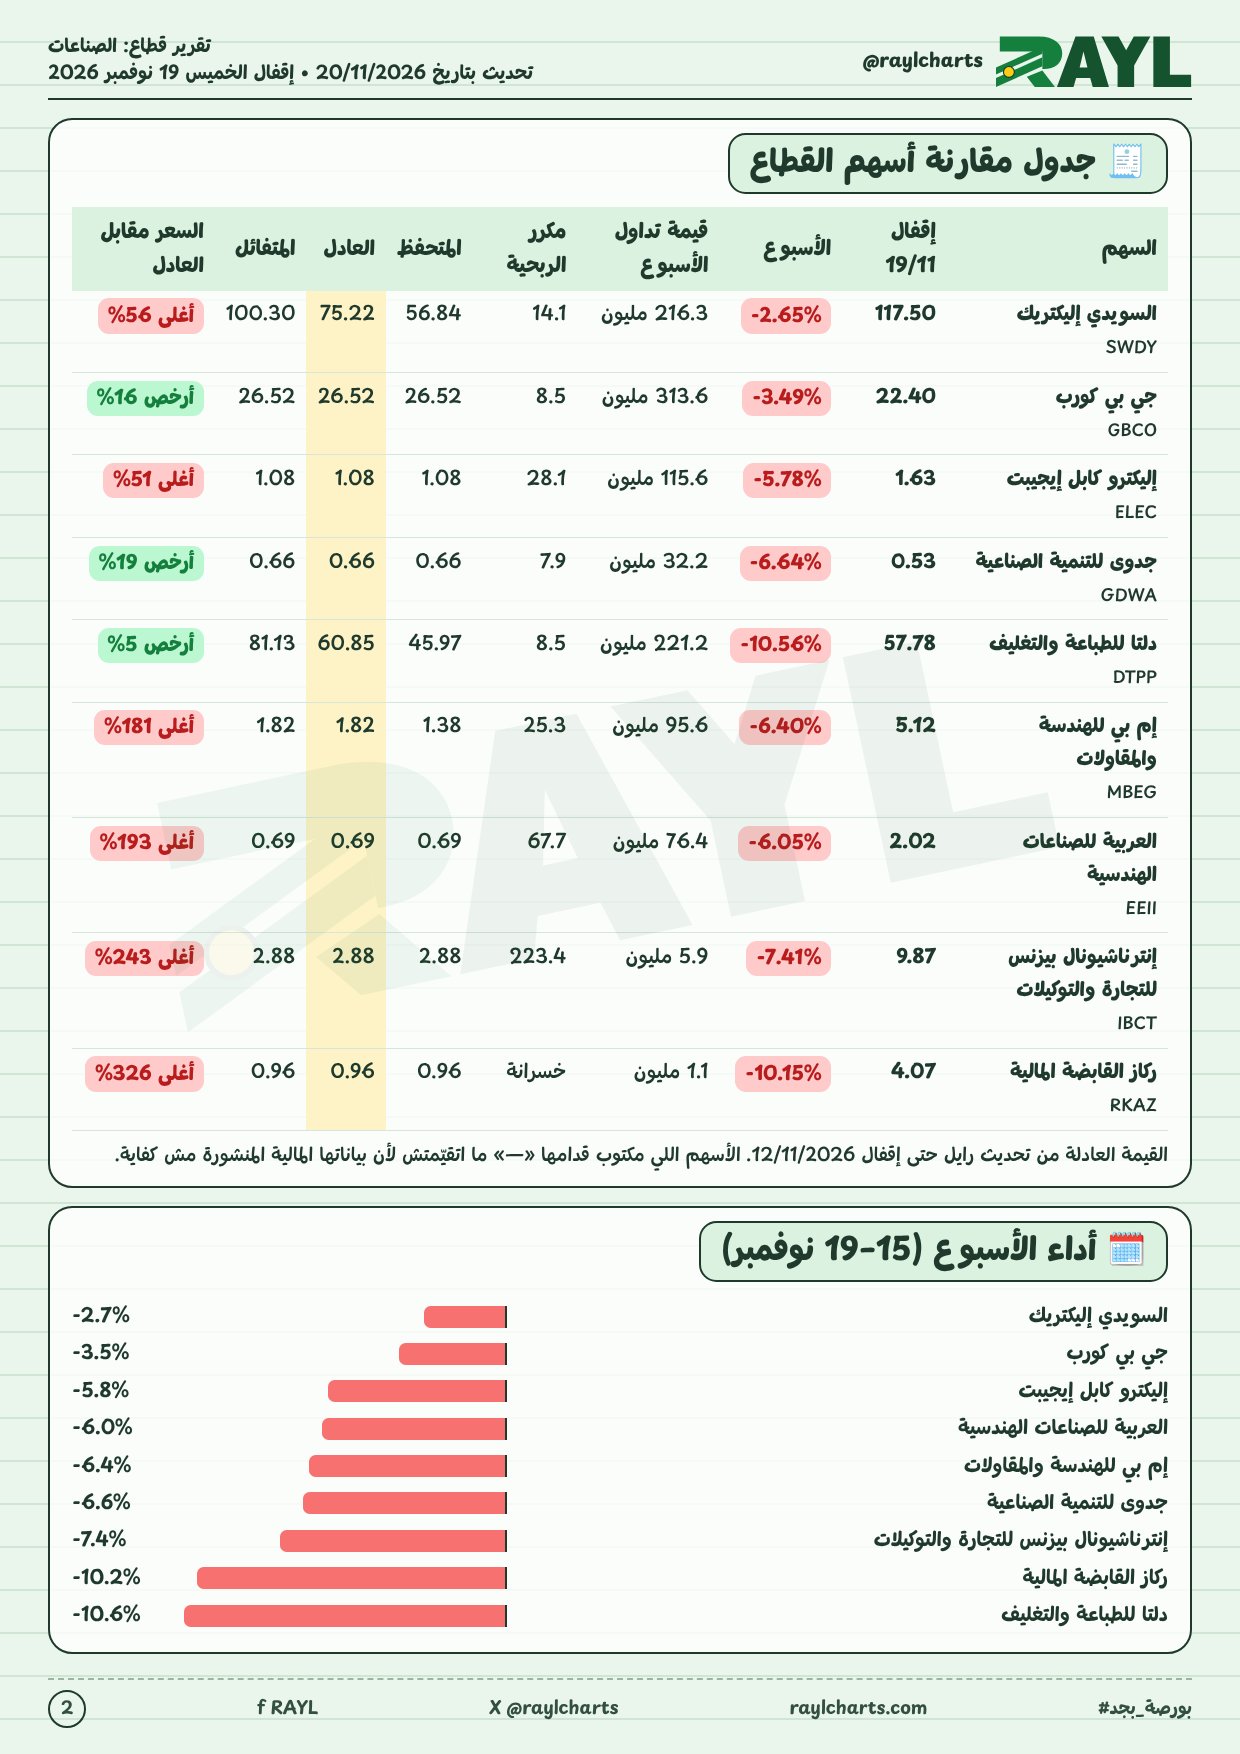 RAYL
@raylcharts
تقرير قطاع: الصناعات
تحديث بتاريخ 20/11/2026 • إقفال الخميس 19 نوفمبر 2026
جدول مقارنة أسهم القطاع
السهم إقفال 19/11 الأسبوع قيمة تداول الأسبوع مكرر الربحية المتحفظ العادل المتفائل السعر مقابل العادل
السويدي إليكتريك 117.50 -2.65% 216.3 مليون 14.1 56.84 75.22 100.30 أغلى 56%
SWDY
جي بي كورب 22.40 -3.49% 313.6 مليون 8.5 26.52 26.52 26.52 أرخص 16%
GBCO
إليكترو كابل إيجيبت 1.63 -5.78% 115.6 مليون 28.1 1.08 1.08 1.08 أغلى 51%
ELEC
جدوى للتنمية الصناعية 0.53 -6.64% 32.2 مليون 7.9 0.66 0.66 0.66 أرخص 19%
GDWA
دلتا للطباعة والتغليف 57.78 -10.56% 221.2 مليون 8.5 45.97 60.85 81.13 أرخص 5%
DTPP
إم بي للهندسة 5.12 -6.40% 95.6 مليون 25.3 1.38 1.82 1.82 أغلى 181%
والمقاولات
MBEG
العربية للصناعات 2.02 -6.05% 76.4 مليون 67.7 0.69 0.69 0.69 أغلى 193%
الهندسية
EEII
إنترناشيونال بيزنس 9.87 -7.41% 5.9 مليون 223.4 2.88 2.88 2.88 أغلى 243%
للتجارة والتوكيلات
IBCT
ركاز القابضة المالية 4.07 -10.15% 1.1 مليون خسرانة 0.96 0.96 0.96 أغلى 326%
RKAZ
القيمة العادلة من تحديث رايل حتى إقفال 12/11/2026. الأسهم اللي مكتوب قدامها «—» ما اتقيّمتش لأن بياناتها المالية المنشورة مش كفاية.
أداء الأسبوع (15–19 نوفمبر)
السويدي إليكتريك -2.7%
جي بي كورب -3.5%
إليكترو كابل إيجيبت -5.8%
العربية للصناعات الهندسية -6.0%
إم بي للهندسة والمقاولات -6.4%
جدوى للتنمية الصناعية -6.6%
إنترناشيونال بيزنس للتجارة والتوكيلات -7.4%
ركاز القابضة المالية -10.2%
دلتا للطباعة والتغليف -10.6%
#بورصة_بجد raylcharts.com X @raylcharts f RAYL 2